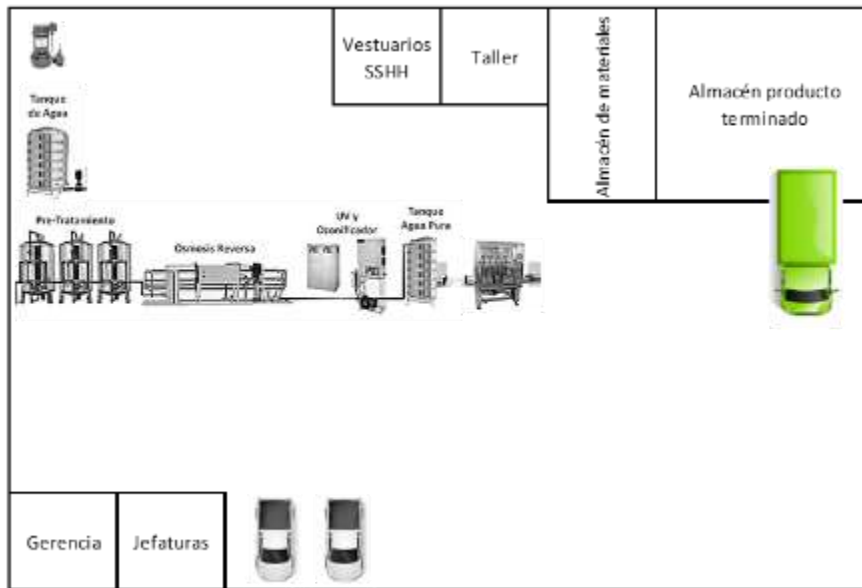 Vestuarios
SSHH
Taller
Almacén de materiales
Almacén producto
terminado
Tanque
de Agua
Pre-Tratamiento
Osmosis Reversa
UV y
Ozonificador
Tanque
Agua Pura
Gerencia
Jefaturas